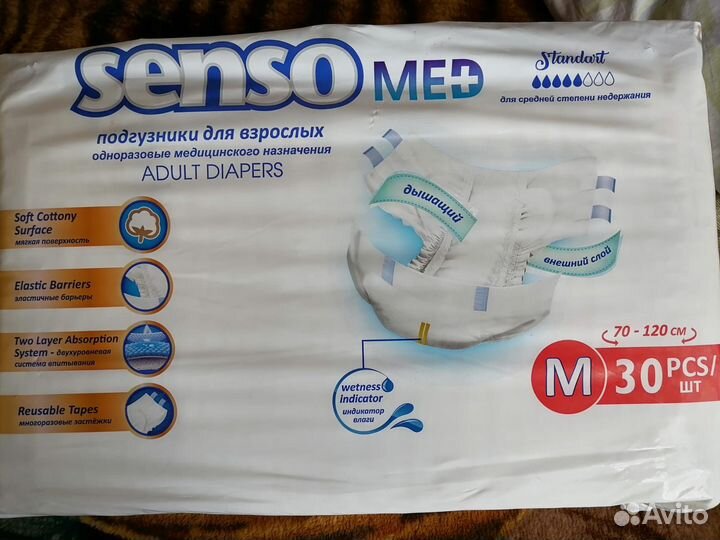 senso MED
Standart
для средней степени недержания
подгузники для взрослых
одноразовые медицинского назначения
ADULT DIAPERS
дышащий
внешний слой
Soft Cottony
Surface
мягкая поверхность
Elastic Barriers
эластичные барьеры
Two Layer Absorption
System - двухуровневая
система впитывания
Reusable Tapes
многоразовые застёжки
wetness
indicator
индикатор
влаги
70 - 120 см
M 30 PCS/
шт
Avito